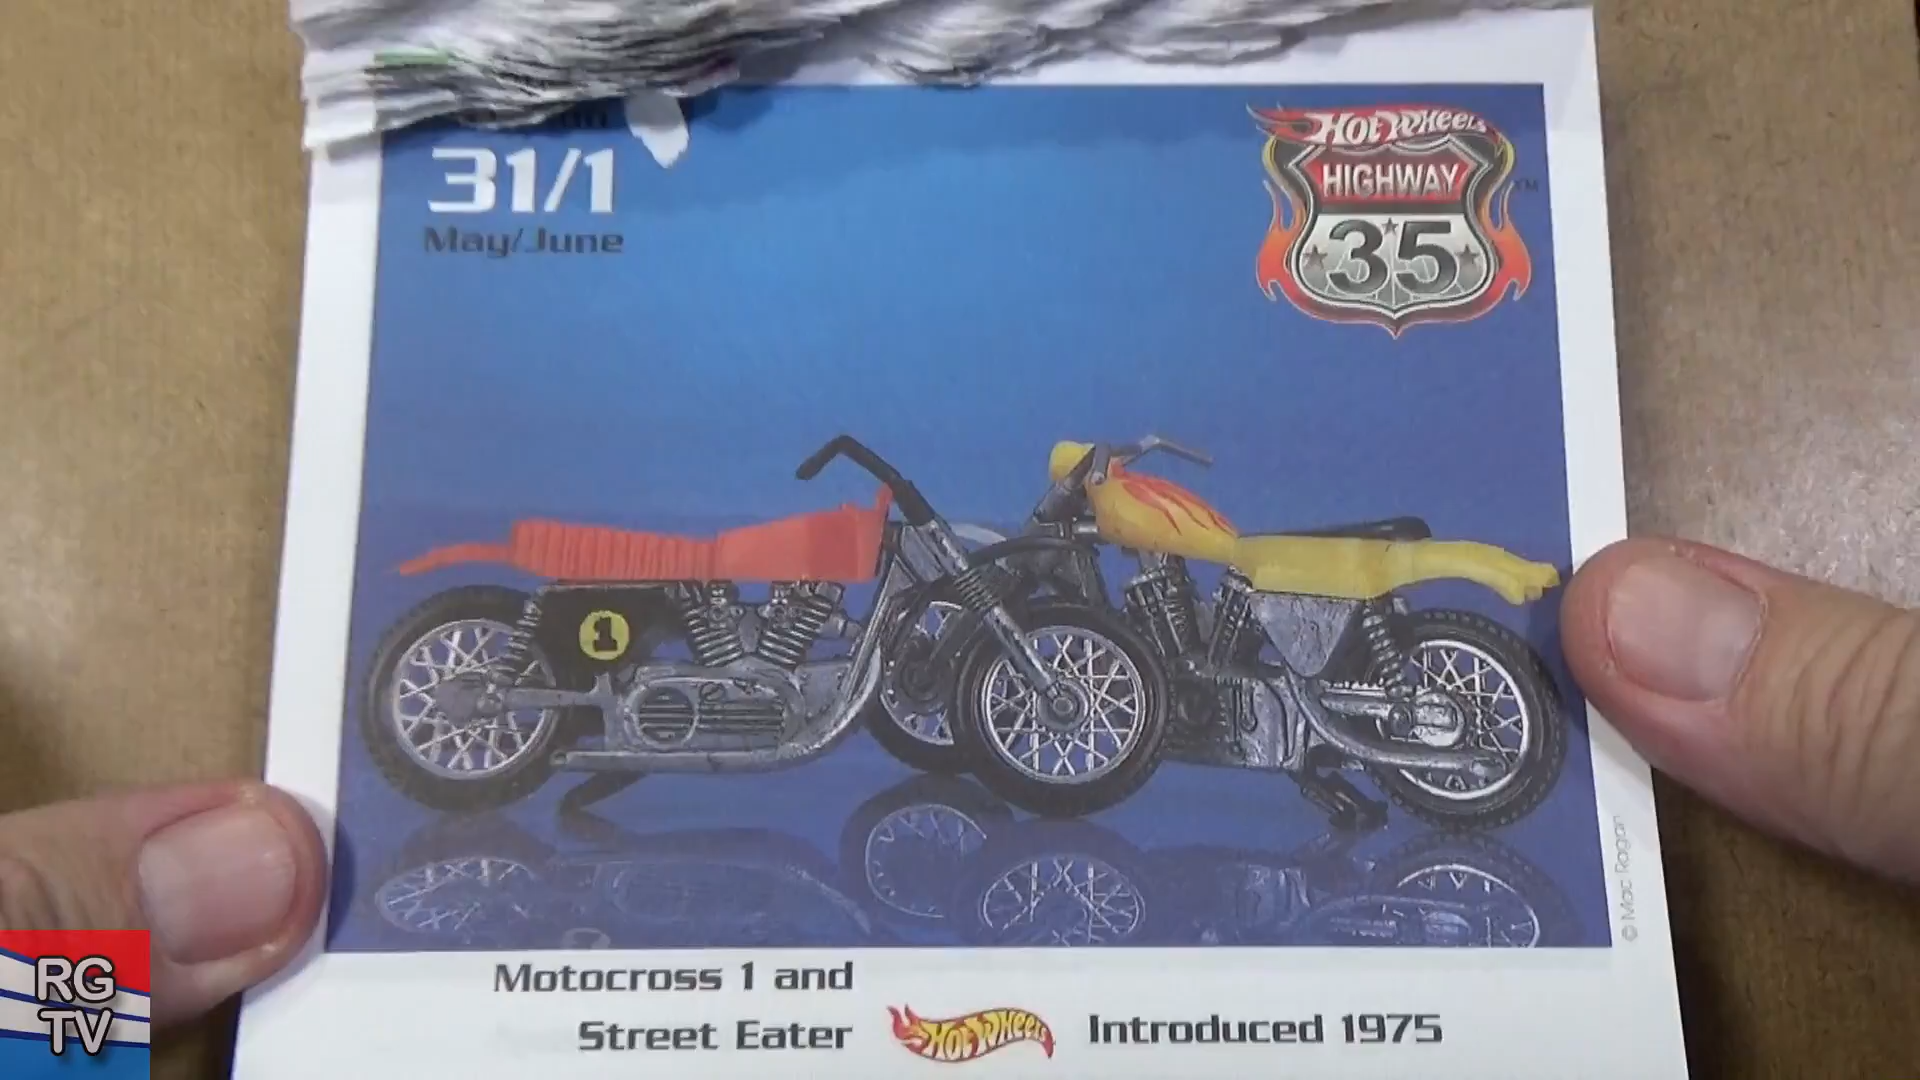 31/1
May/June
HOT WHEELS
HIGHWAY
35
TM
1
© Mac Ragan
Motocross 1 and
Street Eater
HOT WHEELS
Introduced 1975
RG
TV